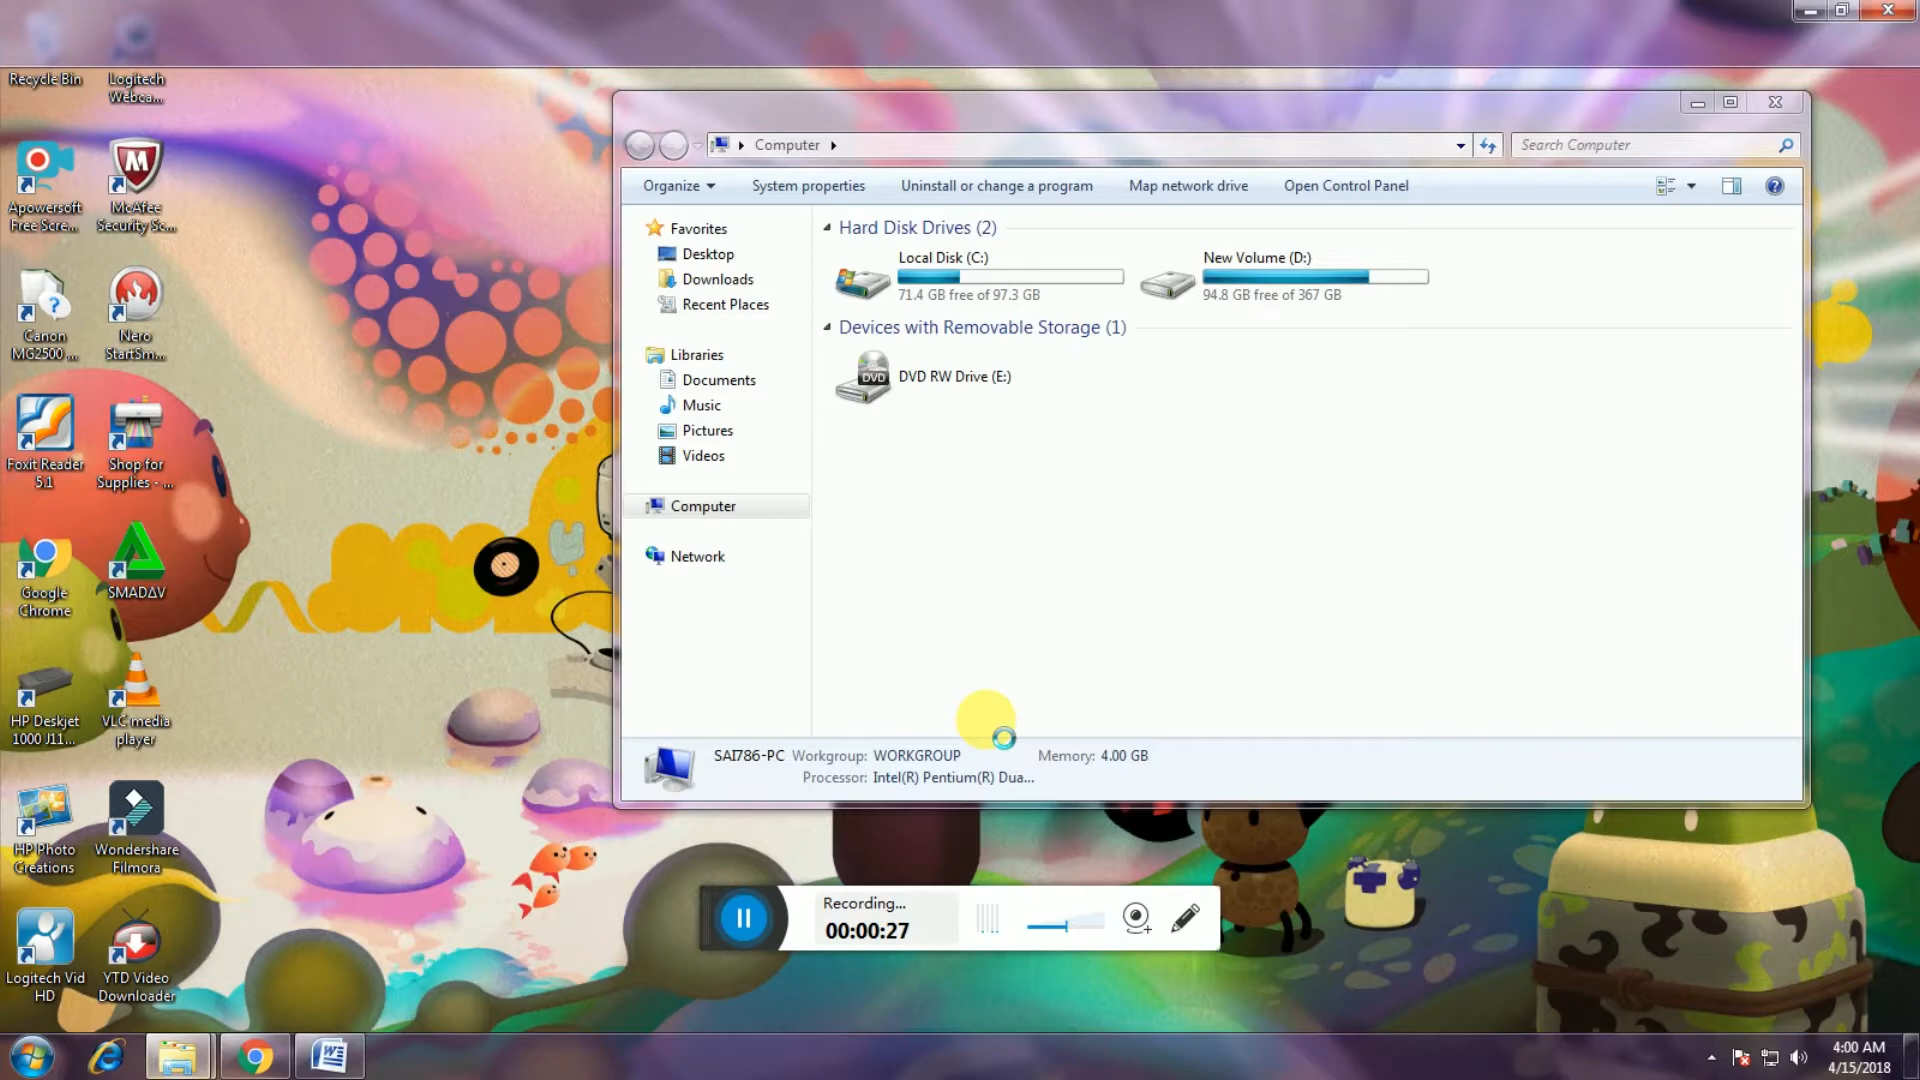 Recycle Bin
Logitech
Webca...
Apowersoft
Free Scre...
McAfee
Security Sc...
Canon
MG2500 ...
Nero
StartSm...
Foxit Reader
5.1
Shop for
Supplies - ...
Google
Chrome
SMADΔV
HP Deskjet
1000 J11...
VLC media
player
HP Photo
Creations
Wondershare
Filmora
Logitech Vid
HD
YTD Video
Downloader
Computer
Search Computer
Organize
System properties
Uninstall or change a program
Map network drive
Open Control Panel
Favorites
Desktop
Downloads
Recent Places
Libraries
Documents
Music
Pictures
Videos
Computer
Network
Hard Disk Drives (2)
Local Disk (C:)
71.4 GB free of 97.3 GB
New Volume (D:)
94.8 GB free of 367 GB
Devices with Removable Storage (1)
DVD
DVD RW Drive (E:)
SAI786-PC Workgroup: WORKGROUP Memory: 4.00 GB
Processor: Intel(R) Pentium(R) Dua...
Recording...
00:00:27
4:00 AM
4/15/2018